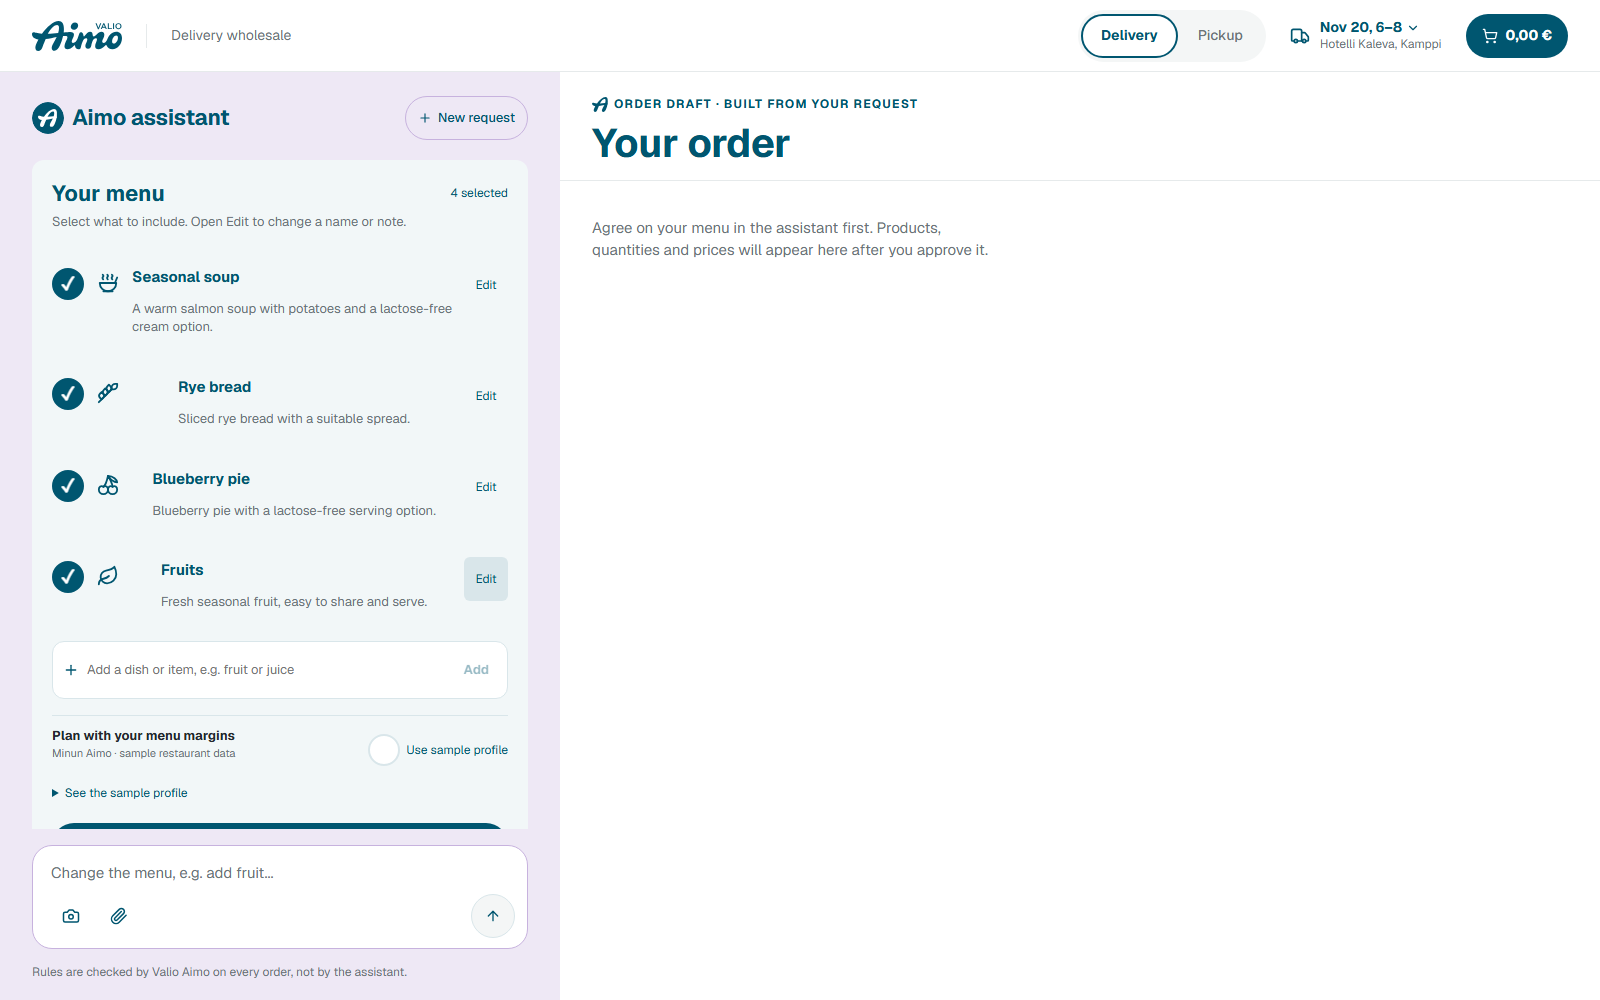 VALIO
Aimo
Delivery wholesale
Delivery
Pickup
Nov 20, 6–8
Hotelli Kaleva, Kamppi
0,00 €
Aimo assistant
New request
Your menu
4 selected
Select what to include. Open Edit to change a name or note.
Seasonal soup
Edit
A warm salmon soup with potatoes and a lactose-free
cream option.
Rye bread
Edit
Sliced rye bread with a suitable spread.
Blueberry pie
Edit
Blueberry pie with a lactose-free serving option.
Fruits
Edit
Fresh seasonal fruit, easy to share and serve.
Add a dish or item, e.g. fruit or juice
Add
Plan with your menu margins
Minun Aimo · sample restaurant data
Use sample profile
See the sample profile
Change the menu, e.g. add fruit...
Rules are checked by Valio Aimo on every order, not by the assistant.
ORDER DRAFT · BUILT FROM YOUR REQUEST
Your order
Agree on your menu in the assistant first. Products,
quantities and prices will appear here after you approve it.